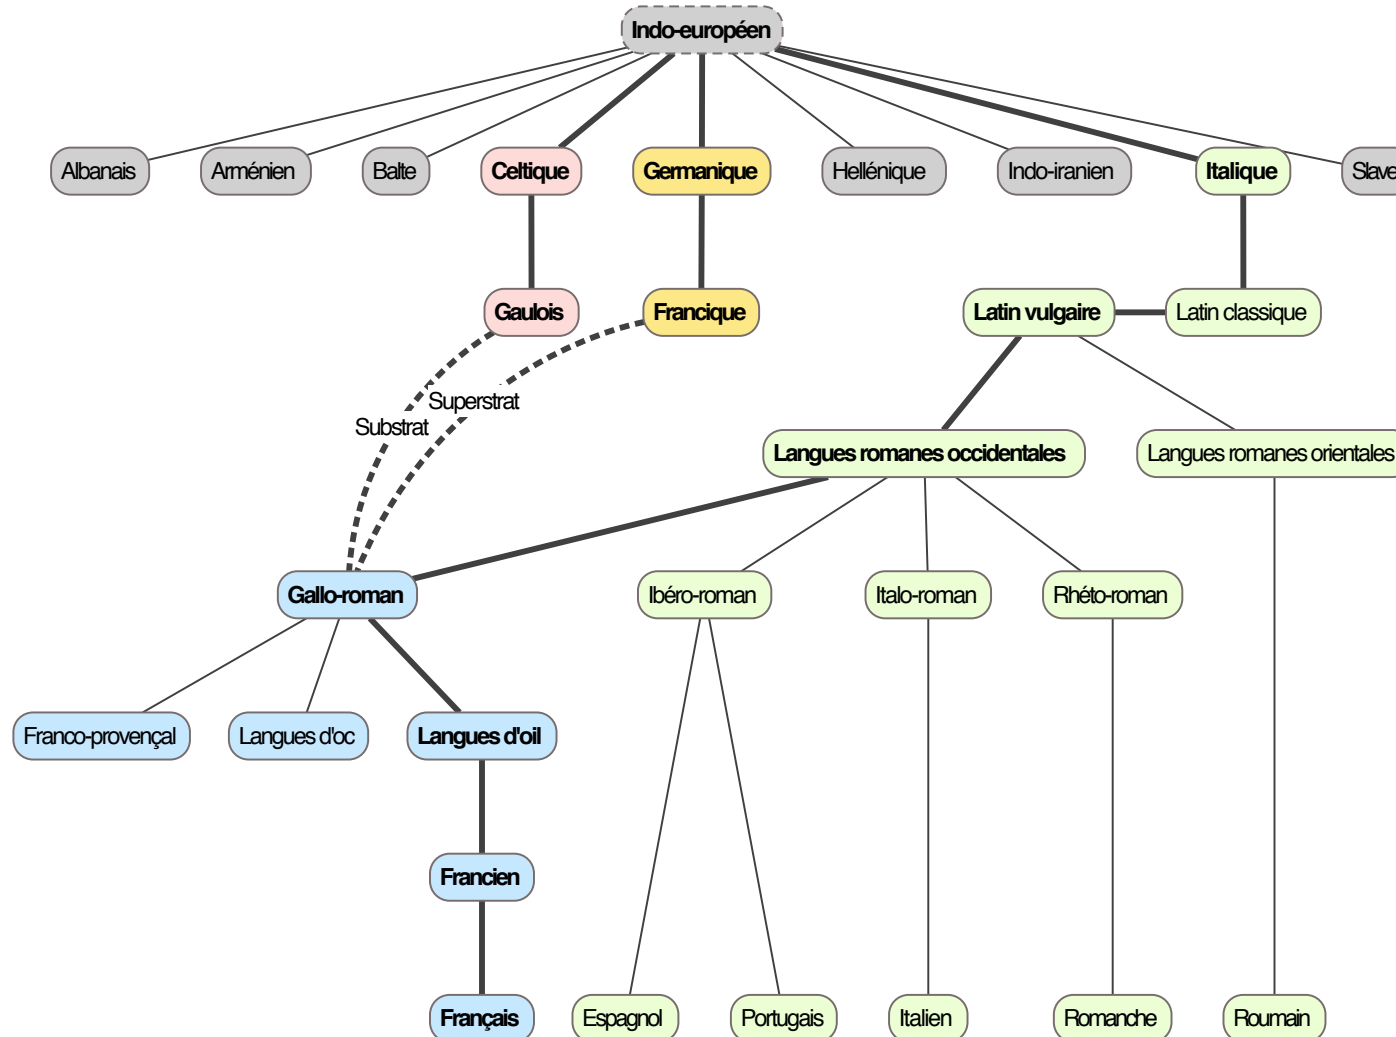 Indo-européen
Albanais
Arménien
Balte
Celtique
Germanique
Hellénique
Indo-iranien
Italique
Slave
Gaulois
Francique
Latin vulgaire
Latin classique
Superstrat
Substrat
Langues romanes occidentales
Langues romanes orientales
Gallo-roman
Ibéro-roman
Italo-roman
Rhéto-roman
Franco-provençal
Langues d'oc
Langues d'oil
Francien
Français
Espagnol
Portugais
Italien
Romanche
Roumain